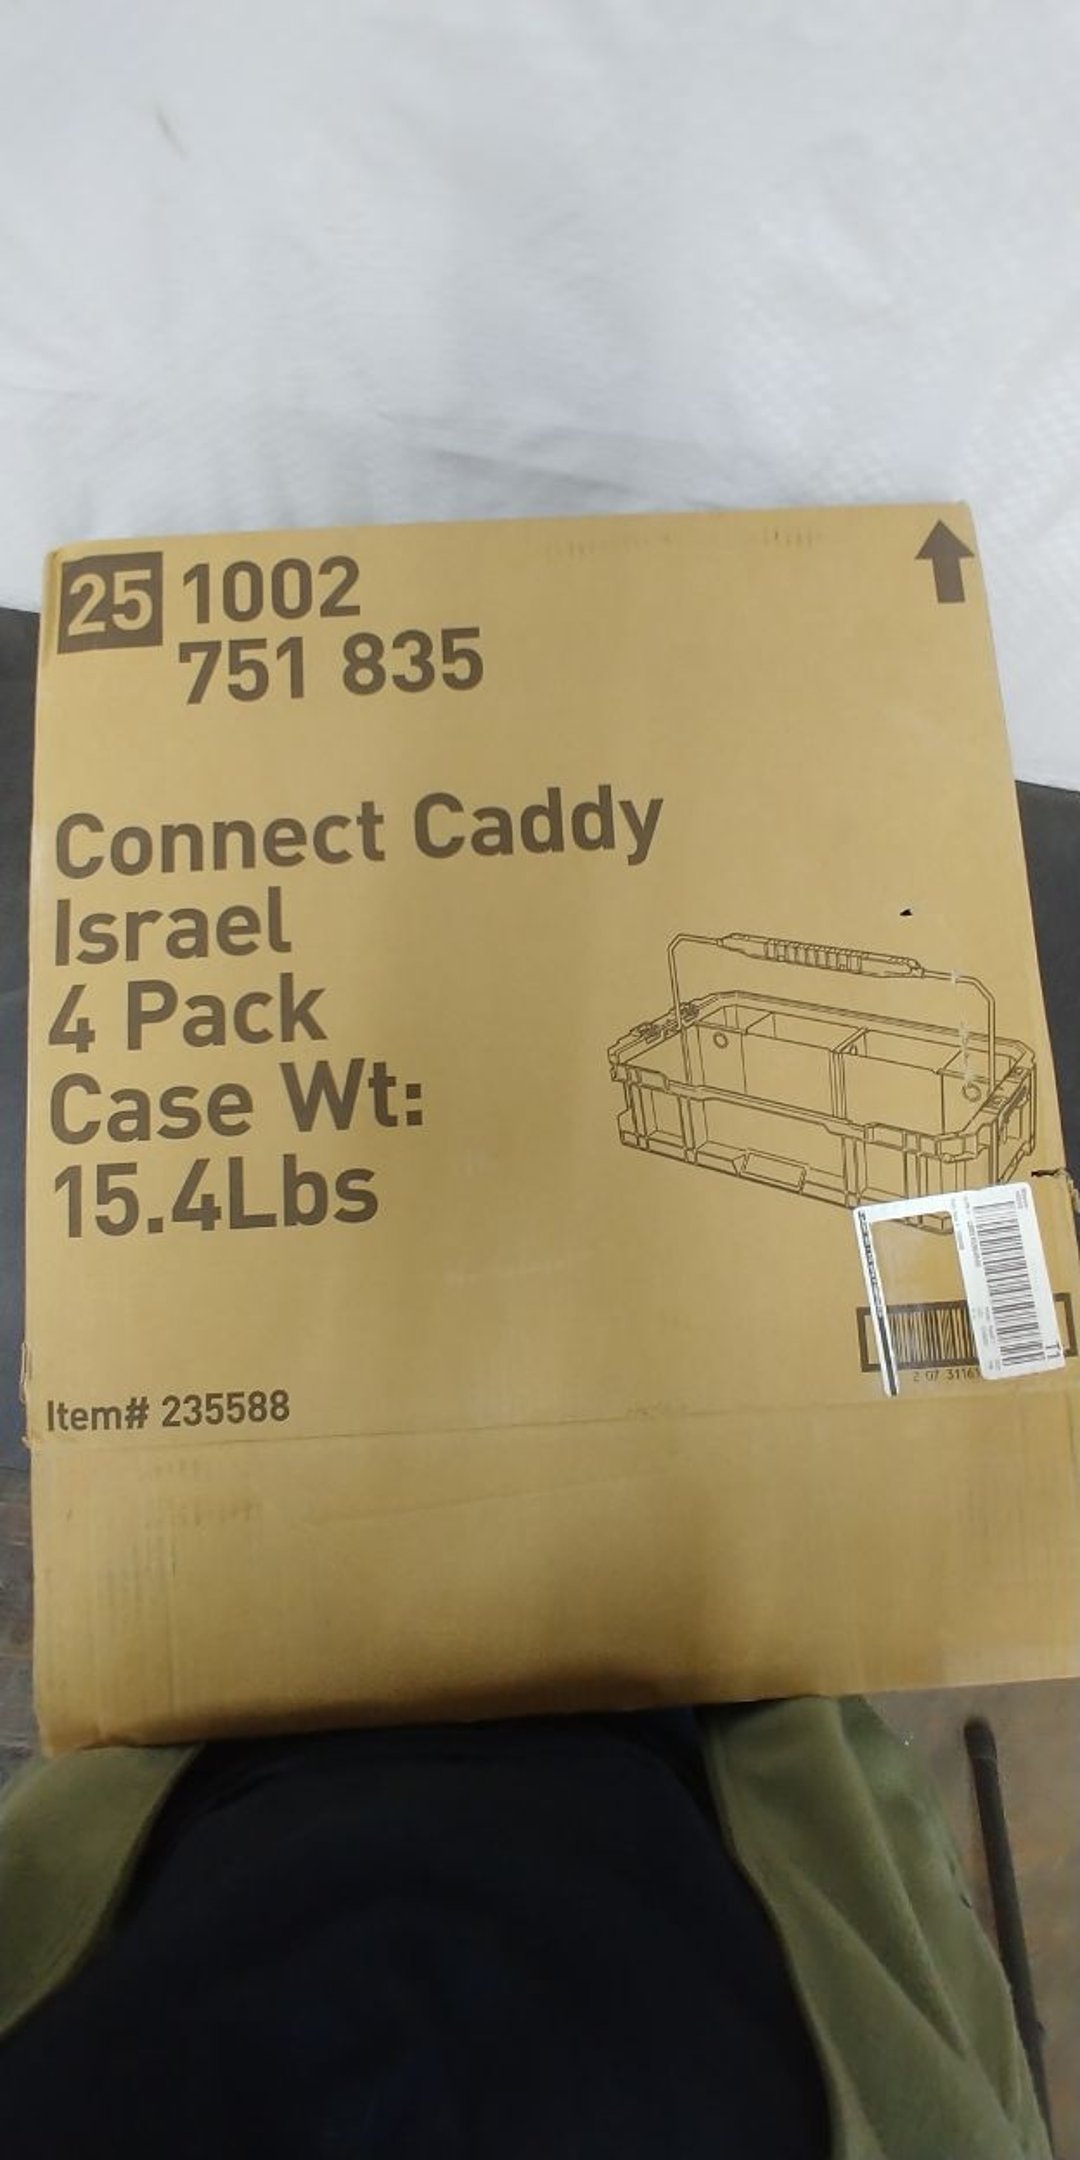 25 1002
751 835
Connect Caddy
Israel
4 Pack
Case Wt:
15.4Lbs
Item# 235588